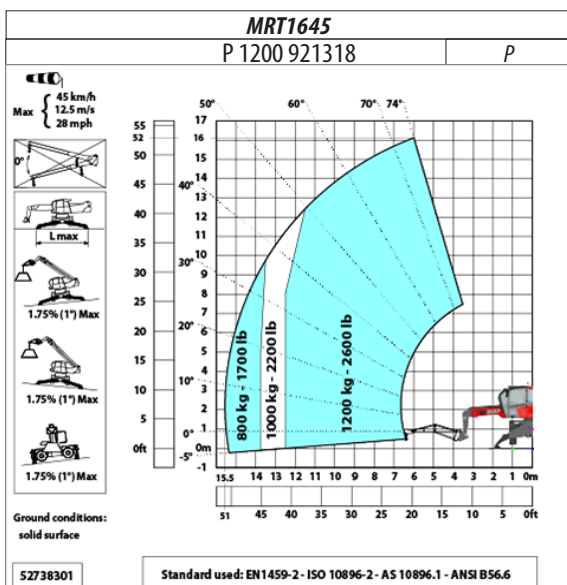 MRT1645
P 1200 921318 P
Max 45 km/h
12.5 m/s
28 mph
0°
L max
1.75% (1°) Max
1.75% (1°) Max
1.75% (1°) Max
Ground conditions:
solid surface
52738301
50° 60° 70° 74°
40°
30°
20°
10°
0°
-5°
55
52
50
45
40
35
30
25
20
15
10
5
0ft
17
16
15
14
13
12
11
10
9
8
7
6
5
4
3
2
1
0m
-1
800 kg - 1700 lb
1000 kg - 2200 lb
1200 kg - 2600 lb
15.5 14 13 12 11 10 9 8 7 6 5 4 3 2 1 0m
51 45 40 35 30 25 20 15 10 5 0ft
Standard used: EN1459-2 - ISO 10896-2 - AS 10896.1 - ANSI B56.6